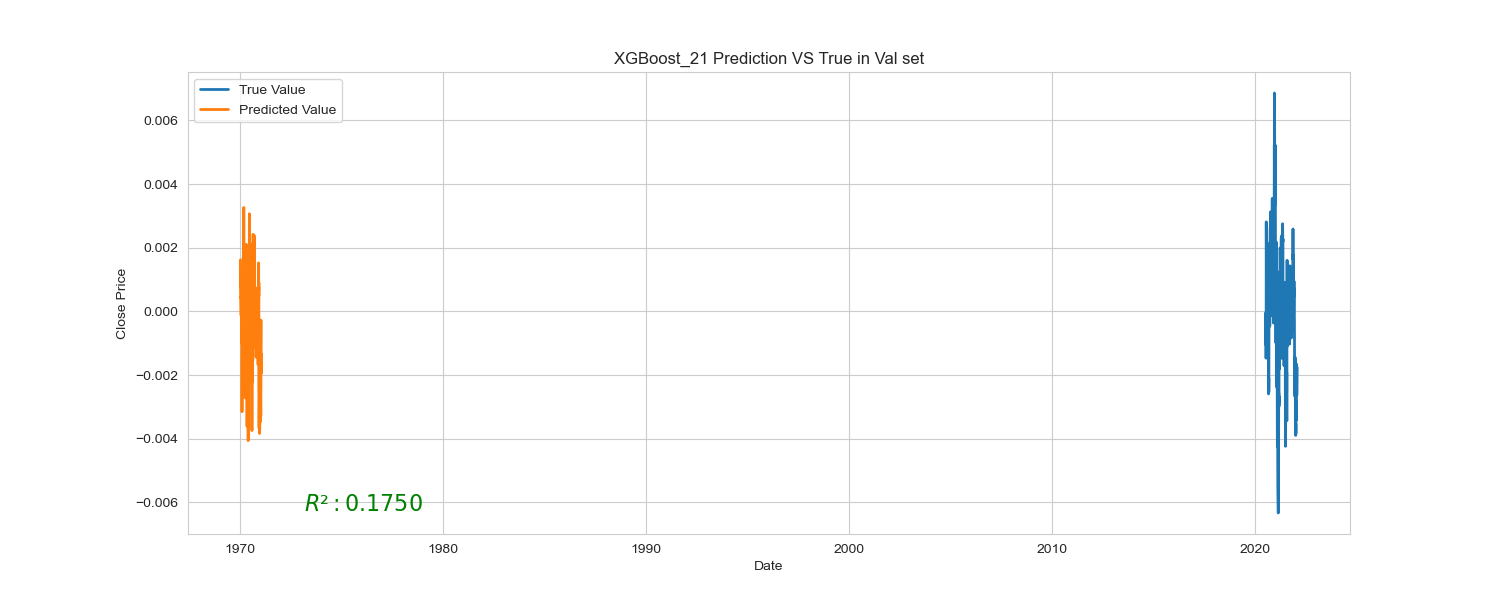 XGBoost_21 Prediction VS True in Val set
True Value
Predicted Value
0.006
0.004
0.002
0.000
−0.002
−0.004
−0.006
Close Price
R² : 0.1750
1970 1980 1990 2000 2010 2020
Date